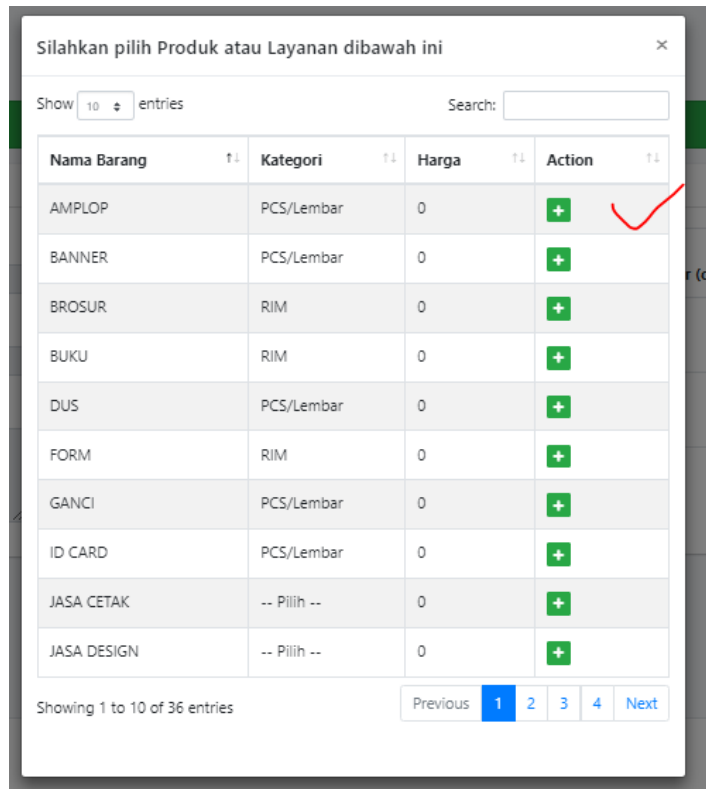 Silahkan pilih Produk atau Layanan dibawah ini ×
Show 10 entries Search:
Nama Barang Kategori Harga Action
AMPLOP PCS/Lembar 0 +
BANNER PCS/Lembar 0 +
BROSUR RIM 0 +
BUKU RIM 0 +
DUS PCS/Lembar 0 +
FORM RIM 0 +
GANCI PCS/Lembar 0 +
ID CARD PCS/Lembar 0 +
JASA CETAK -- Pilih -- 0 +
JASA DESIGN -- Pilih -- 0 +
Showing 1 to 10 of 36 entries Previous 1 2 3 4 Next